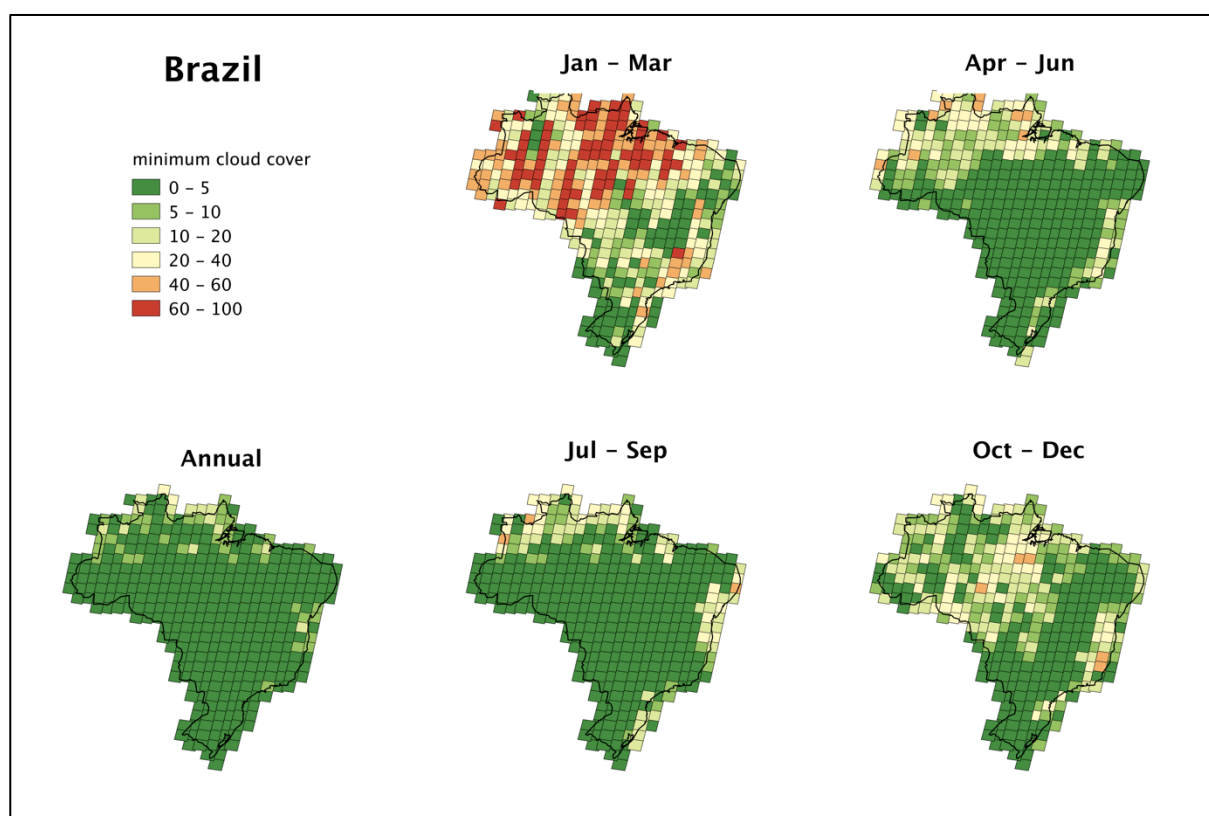 Brazil
Jan – Mar
Apr – Jun
minimum cloud cover
0 – 5
5 – 10
10 – 20
20 – 40
40 – 60
60 – 100
Annual
Jul – Sep
Oct – Dec